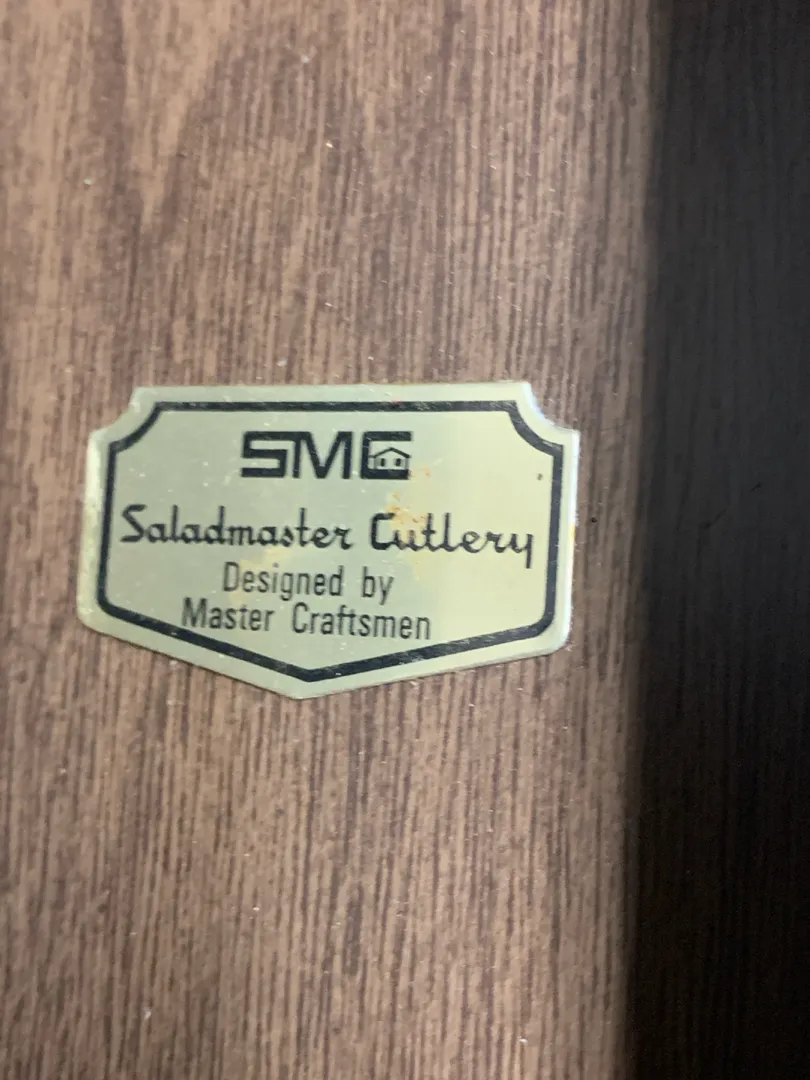 SMC
Saladmaster Cutlery
Designed by
Master Craftsmen